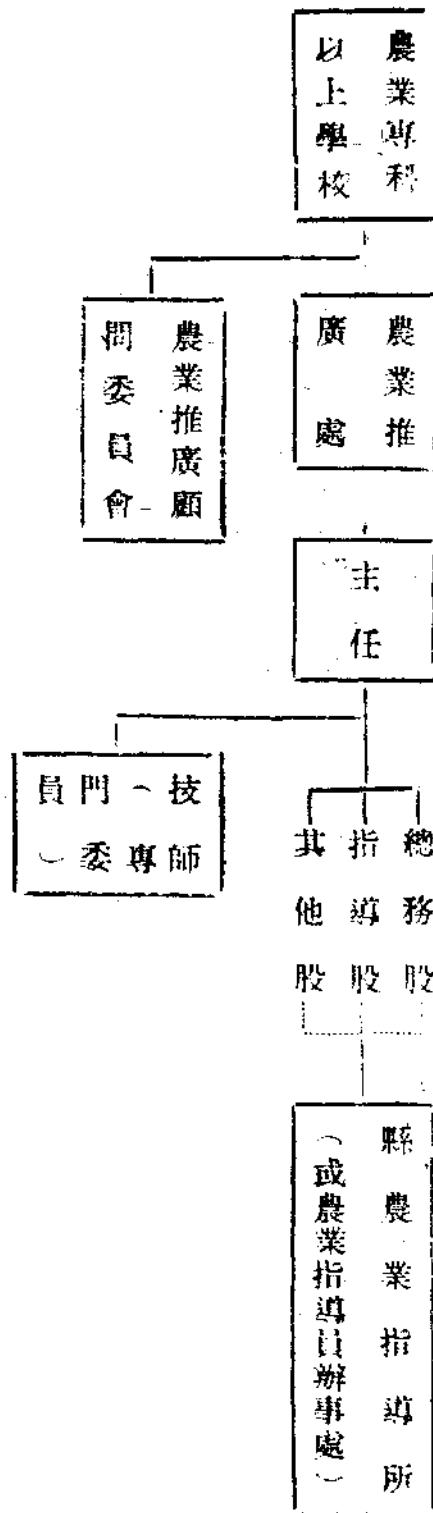 農業專科
以上學校
農業推
廣處
農業推廣顧
問委員會
主任
總務股
指導股
其他股
技師
（專
門委
員）
縣農業指導所
（或農業指導員辦事處）